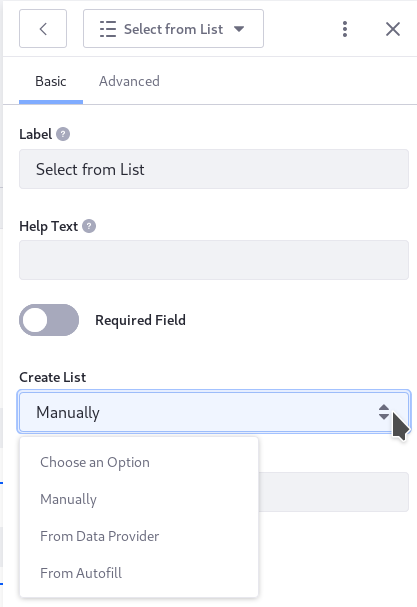 Select from List
Basic Advanced
Label ?
Select from List
Help Text ?
Required Field
Create List
Manually
Choose an Option
Manually
From Data Provider
From Autofill